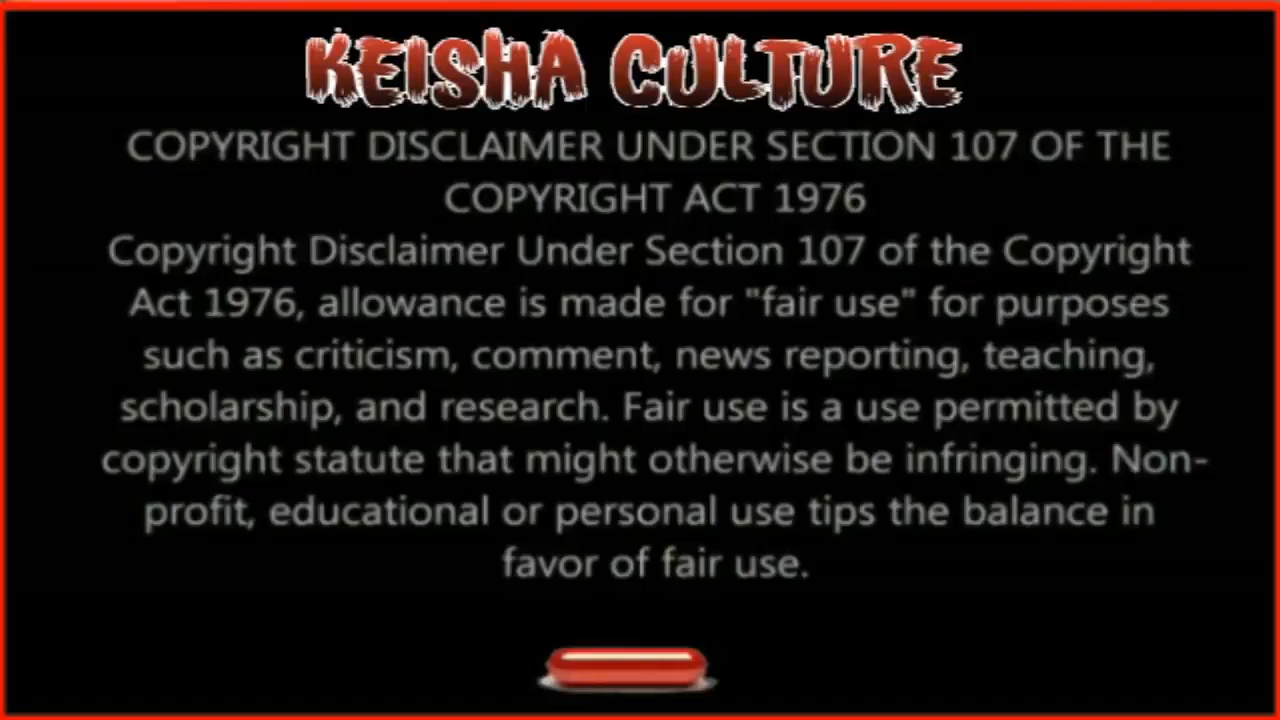 KEISHA CULTURE
COPYRIGHT DISCLAIMER UNDER SECTION 107 OF THE
COPYRIGHT ACT 1976
Copyright Disclaimer Under Section 107 of the Copyright
Act 1976, allowance is made for "fair use" for purposes
such as criticism, comment, news reporting, teaching,
scholarship, and research. Fair use is a use permitted by
copyright statute that might otherwise be infringing. Non-
profit, educational or personal use tips the balance in
favor of fair use.